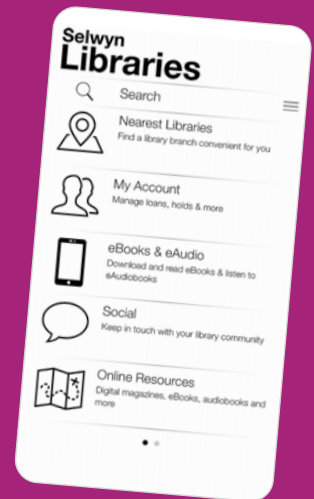 Selwyn
Libraries
Search
Nearest Libraries
Find a library branch convenient for you
My Account
Manage loans, holds & more
eBooks & eAudio
Download and read eBooks & listen to
eAudiobooks
Social
Keep in touch with your library community
Online Resources
Digital magazines, eBooks, audiobooks and
more